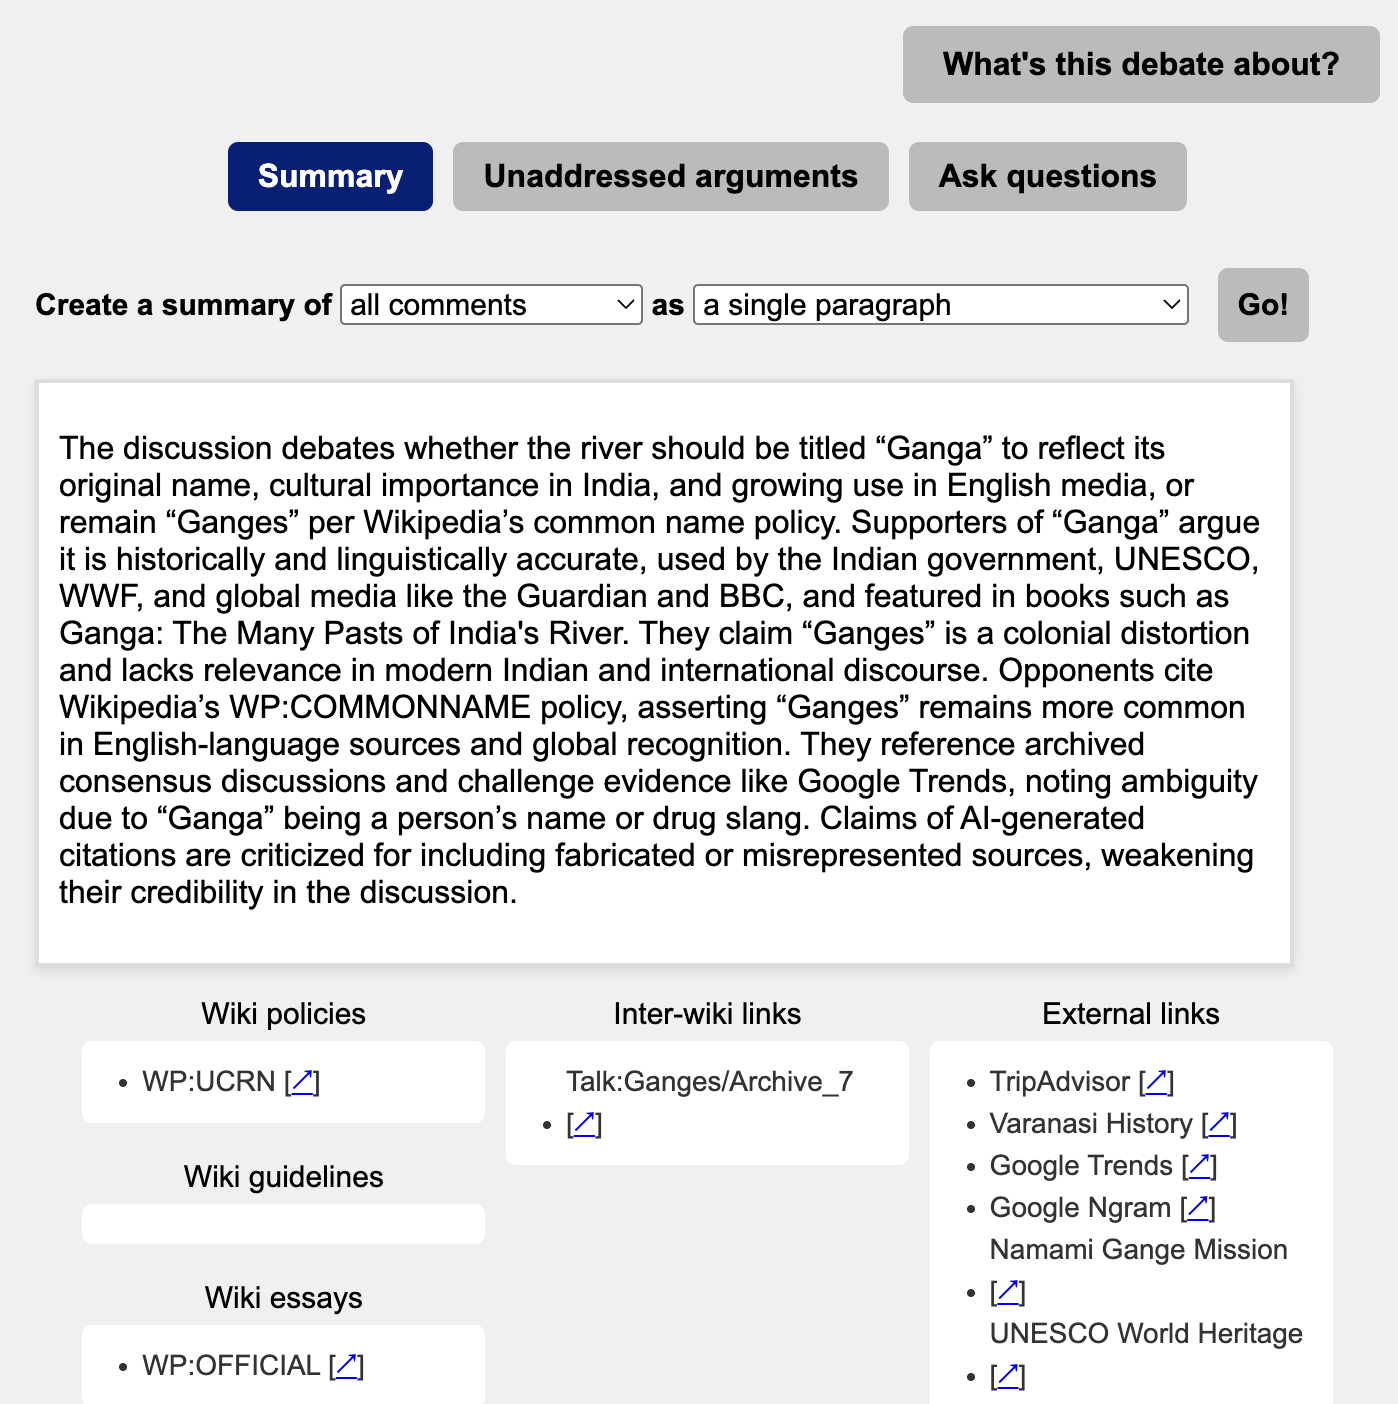 What's this debate about?
Summary
Unaddressed arguments
Ask questions
Create a summary of all comments as a single paragraph Go!
The discussion debates whether the river should be titled “Ganga” to reflect its
original name, cultural importance in India, and growing use in English media, or
remain “Ganges” per Wikipedia’s common name policy. Supporters of “Ganga” argue
it is historically and linguistically accurate, used by the Indian government, UNESCO,
WWF, and global media like the Guardian and BBC, and featured in books such as
Ganga: The Many Pasts of India's River. They claim “Ganges” is a colonial distortion
and lacks relevance in modern Indian and international discourse. Opponents cite
Wikipedia’s WP:COMMONNAME policy, asserting “Ganges” remains more common
in English-language sources and global recognition. They reference archived
consensus discussions and challenge evidence like Google Trends, noting ambiguity
due to “Ganga” being a person’s name or drug slang. Claims of AI-generated
citations are criticized for including fabricated or misrepresented sources, weakening
their credibility in the discussion.
Wiki policies
• WP:UCRN [↗]
Wiki guidelines
Wiki essays
• WP:OFFICIAL [↗]
Inter-wiki links
Talk:Ganges/Archive_7
• [↗]
External links
• TripAdvisor [↗]
• Varanasi History [↗]
• Google Trends [↗]
• Google Ngram [↗]
Namami Gange Mission
• [↗]
UNESCO World Heritage
• [↗]